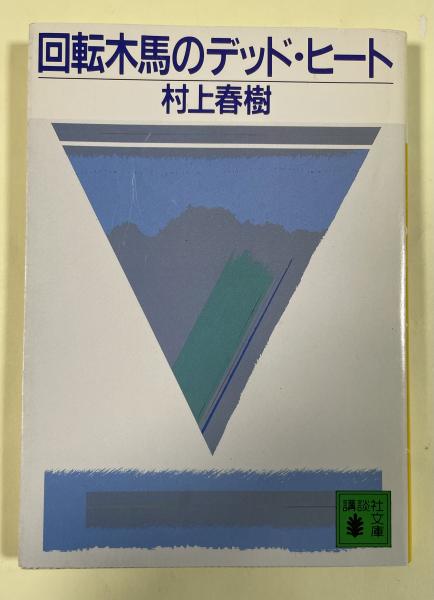 回転木馬のデッド・ヒート
村上春樹
講談社
文庫